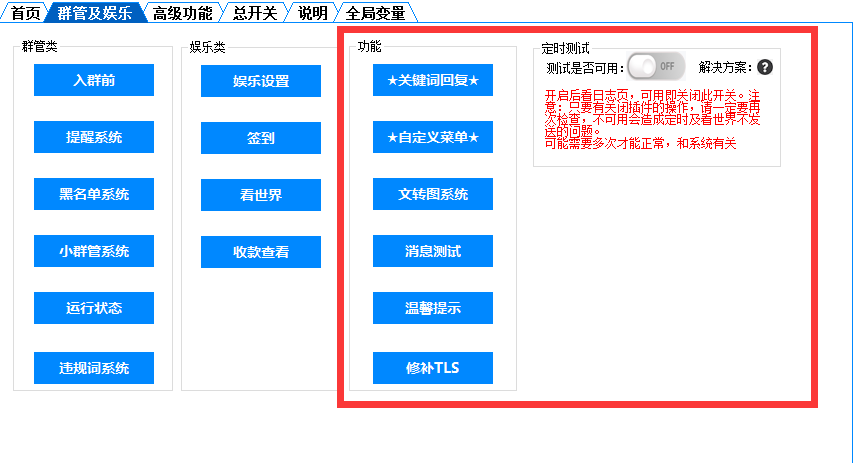 首页 群管及娱乐 高级功能 总开关 说明 全局变量
群管类
入群前
提醒系统
黑名单系统
小群管系统
运行状态
违规词系统
娱乐类
娱乐设置
签到
看世界
收款查看
功能
★关键词回复★
★自定义菜单★
文转图系统
消息测试
温馨提示
修补TLS
定时测试
测试是否可用： OFF 解决方案： ?
开启后看日志页，可用即关闭此开关。注
意：只要有关闭插件的操作，请一定要再
次检查，不可用会造成定时及看世界不发
送的问题。
可能需要多次才能正常，和系统有关